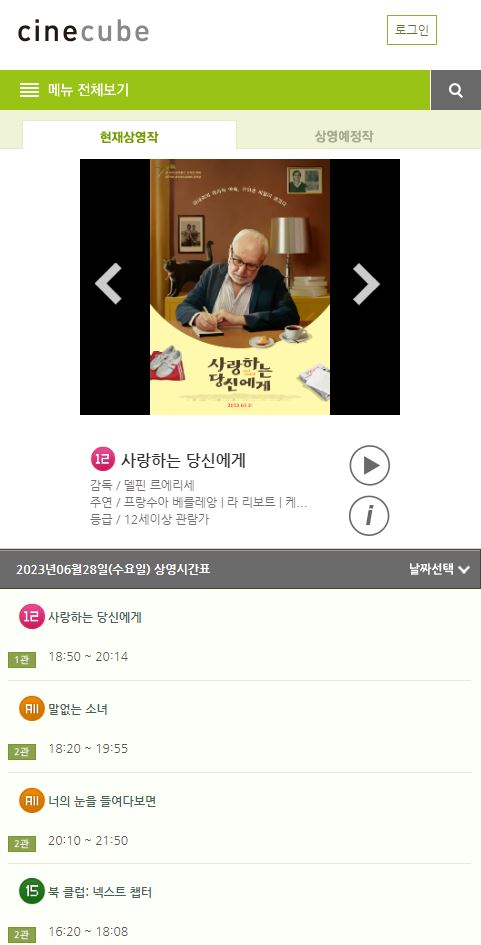 cinecube
로그인
메뉴 전체보기
현재상영작
상영예정작
사랑하는
당신에게
12 사랑하는 당신에게
감독 / 델핀 르에리세
주연 / 프랑수아 베를레앙 | 라 리보트 | 케...
등급 / 12세이상 관람가
i
2023년06월28일(수요일) 상영시간표
날짜선택
12 사랑하는 당신에게
1관 18:50 ~ 20:14
All 말없는 소녀
2관 18:20 ~ 19:55
All 너의 눈을 들여다보면
2관 20:10 ~ 21:50
15 북 클럽: 넥스트 챕터
2관 16:20 ~ 18:08